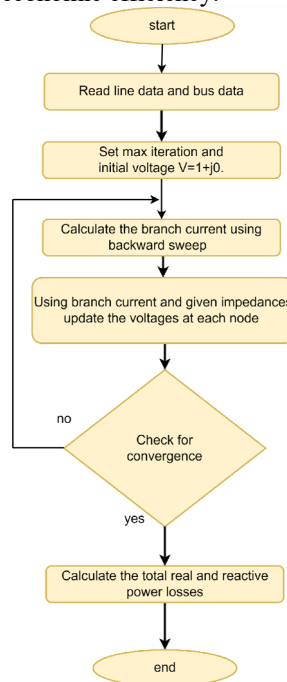 start
Read line data and bus data
Set max iteration and
initial voltage V=1+j0.
Calculate the branch current using
backward sweep
Using branch current and given impedances
update the voltages at each node
Check for
convergence
no
yes
Calculate the total real and reactive
power losses
end